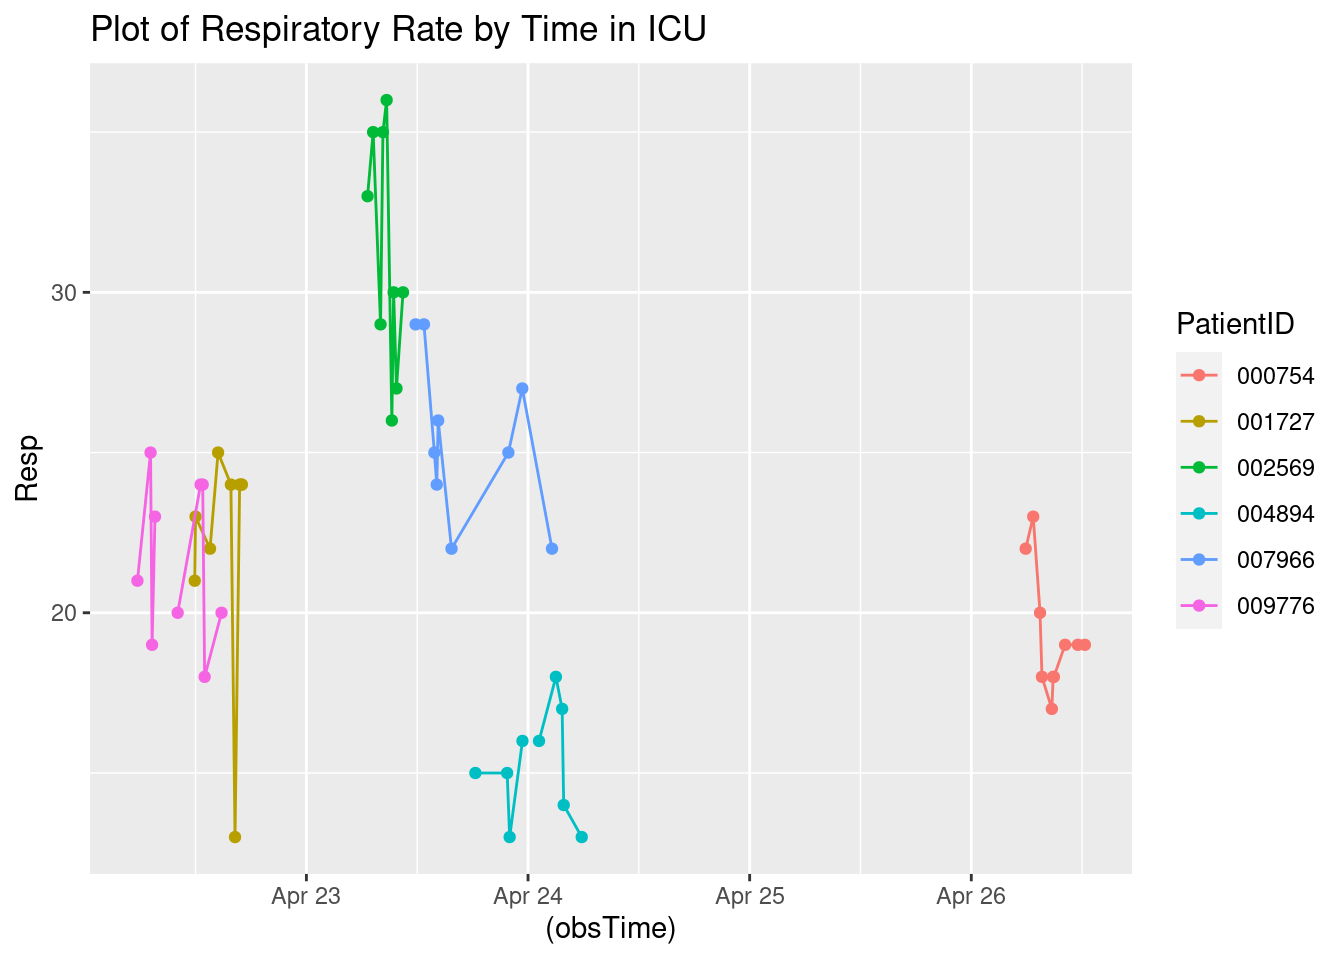 Plot of Respiratory Rate by Time in ICU
Resp
30
20
Apr 23
Apr 24
Apr 25
Apr 26
(obsTime)
PatientID
000754
001727
002569
004894
007966
009776